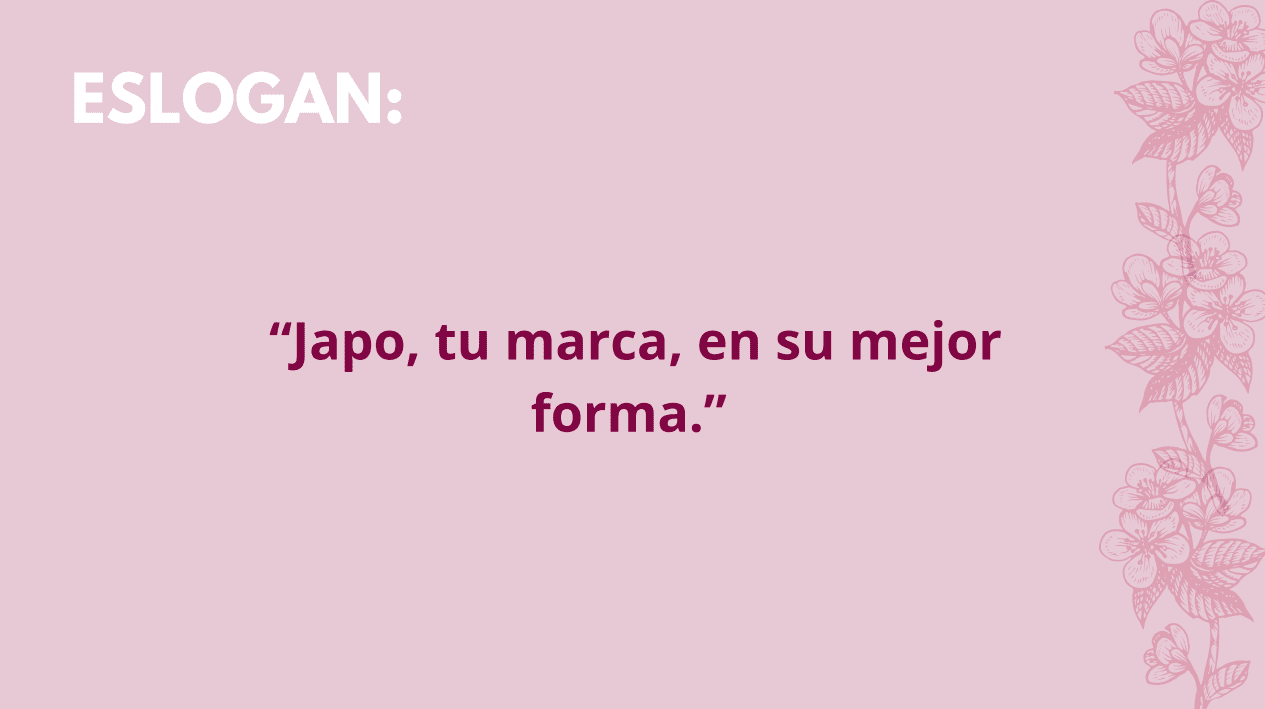 ESLOGAN:
“Japo, tu marca, en su mejor
forma.”